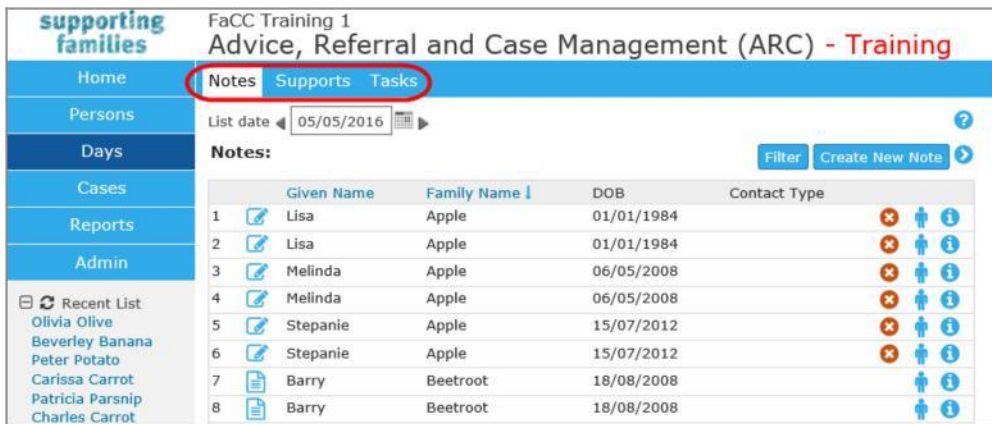 supporting
families
FaCC Training 1
Advice, Referral and Case Management (ARC) - Training
Home
Persons
Days
Cases
Reports
Admin
Recent List
Olivia Olive
Beverley Banana
Peter Potato
Carissa Carrot
Patricia Parsnip
Charles Carrot
Notes Supports Tasks
List date 05/05/2016
Notes: Filter Create New Note
Given Name Family Name DOB Contact Type
1 Lisa Apple 01/01/1984
2 Lisa Apple 01/01/1984
3 Melinda Apple 06/05/2008
4 Melinda Apple 06/05/2008
5 Stepanie Apple 15/07/2012
6 Stepanie Apple 15/07/2012
7 Barry Beetroot 18/08/2008
8 Barry Beetroot 18/08/2008